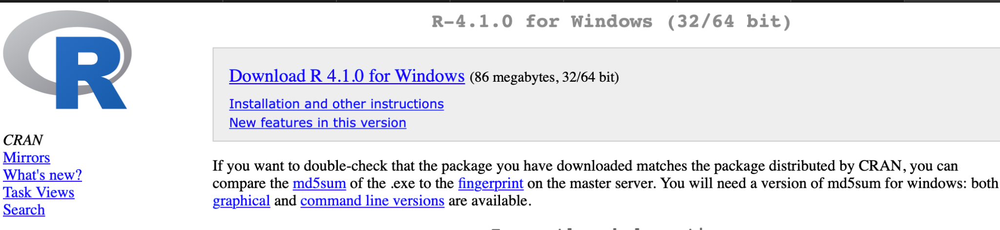 R
R-4.1.0 for Windows (32/64 bit)
Download R 4.1.0 for Windows (86 megabytes, 32/64 bit)
Installation and other instructions
New features in this version
CRAN
Mirrors
What's new?
Task Views
Search
If you want to double-check that the package you have downloaded matches the package distributed by CRAN, you can
compare the md5sum of the .exe to the fingerprint on the master server. You will need a version of md5sum for windows: both
graphical and command line versions are available.